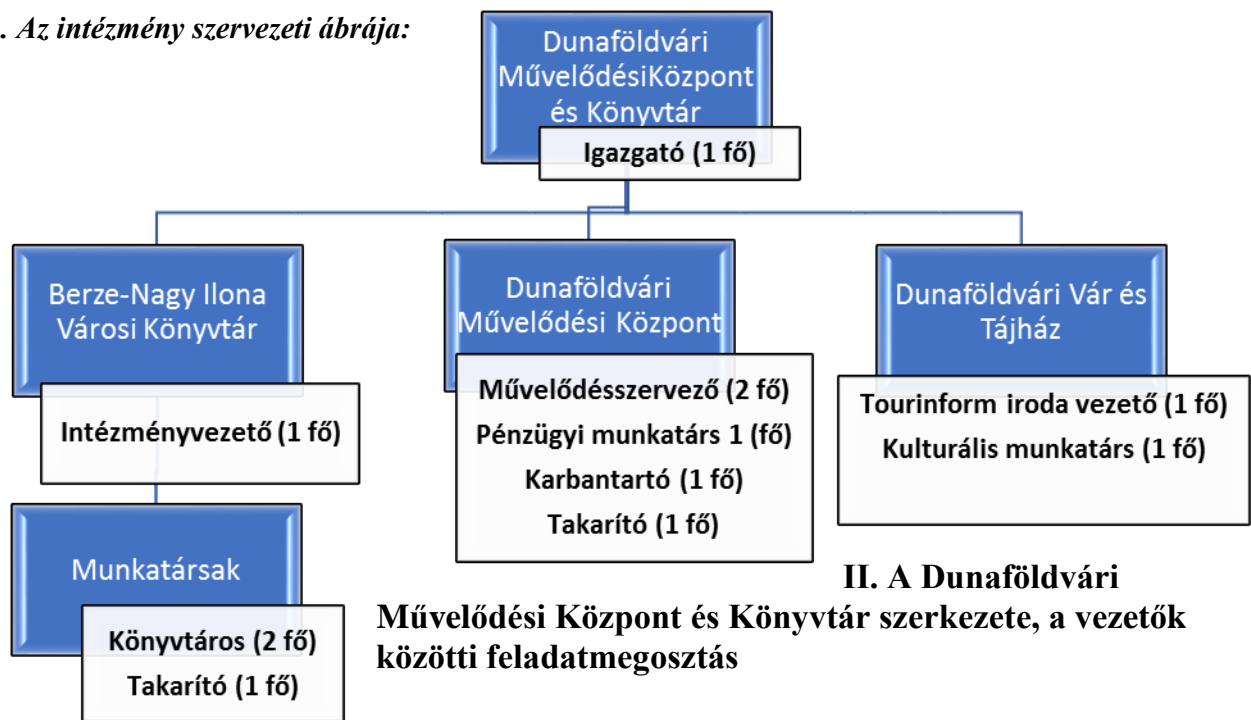 . Az intézmény szervezeti ábrája:
Dunaföldvári
MűvelődésiKözpont
és Könyvtár
Igazgató (1 fő)
Berze-Nagy Ilona
Városi Könyvtár
Intézményvezető (1 fő)
Munkatársak
Könyvtáros (2 fő)
Takarító (1 fő)
Dunaföldvári
Művelődési Központ
Művelődésszervező (2 fő)
Pénzügyi munkatárs 1 (fő)
Karbantartó (1 fő)
Takarító (1 fő)
Dunaföldvári Vár és
Tájház
Tourinform iroda vezető (1 fő)
Kulturális munkatárs (1 fő)
II. A Dunaföldvári
Művelődési Központ és Könyvtár szerkezete, a vezetők
közötti feladatmegosztás